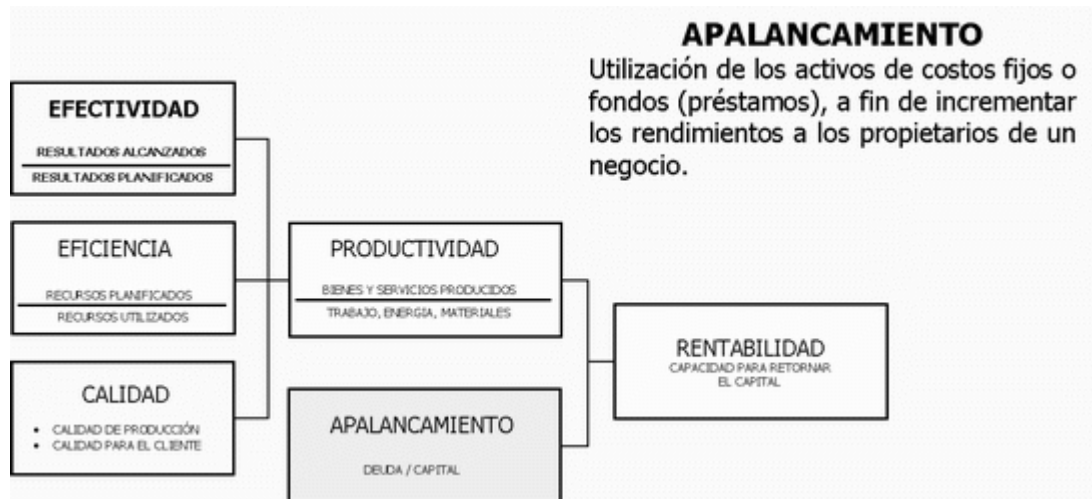 APALANCAMIENTO
Utilización de los activos de costos fijos o
fondos (préstamos), a fin de incrementar
los rendimientos a los propietarios de un
negocio.
EFECTIVIDAD
RESULTADOS ALCANZADOS
RESULTADOS PLANIFICADOS
EFICIENCIA
RECURSOS PLANIFICADOS
RECURSOS UTILIZADOS
CALIDAD
• CALIDAD DE PRODUCCIÓN
• CALIDAD PARA EL CLIENTE
PRODUCTIVIDAD
BIENES Y SERVICIOS PRODUCIDOS
TRABAJO, ENERGIA, MATERIALES
APALANCAMIENTO
DEUDA / CAPITAL
RENTABILIDAD
CAPACIDAD PARA RETORNAR
EL CAPITAL